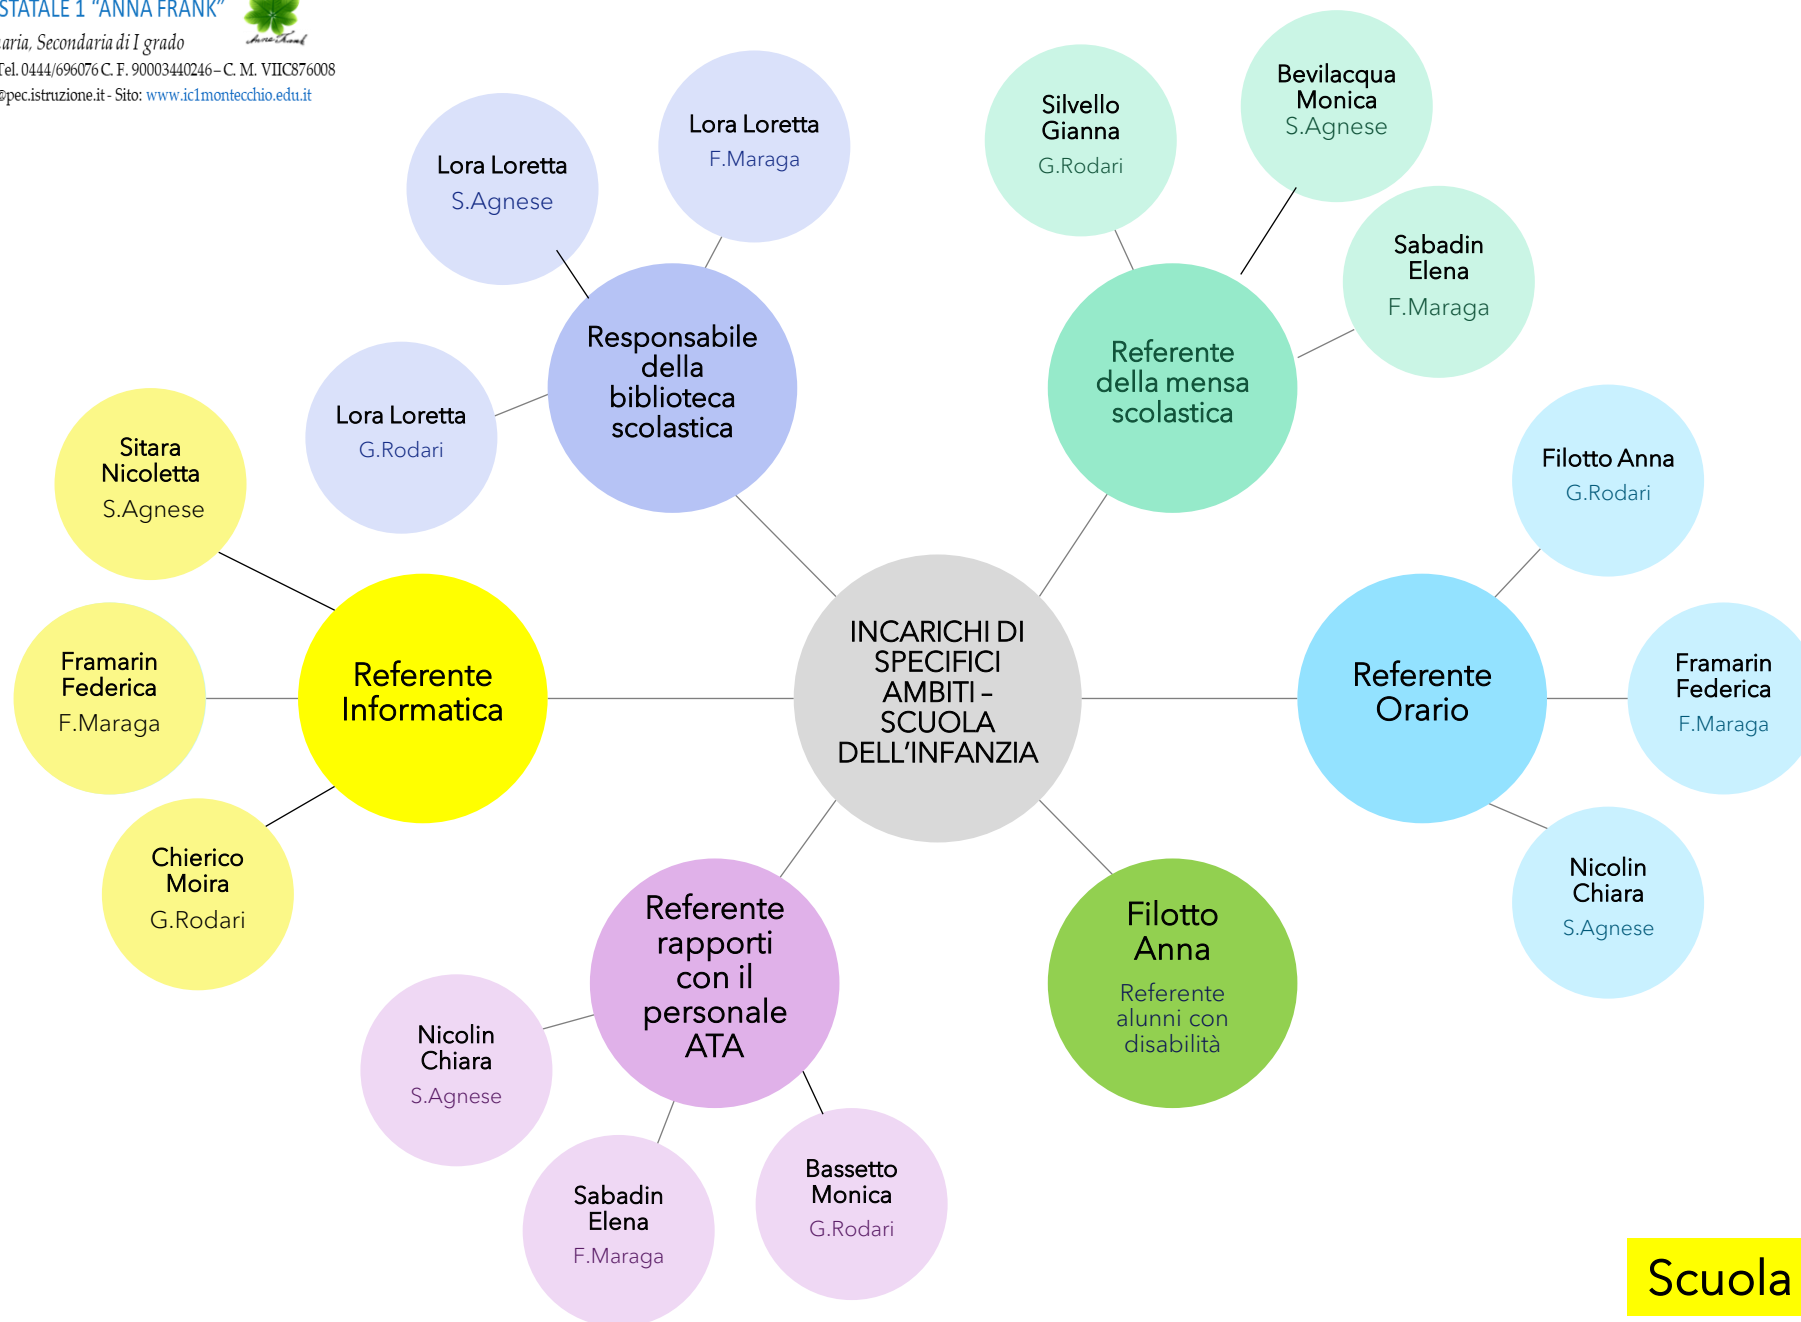 STATALE 1 “ANNA FRANK”
Anna Frank
aria, Secondaria di I grado
Tel. 0444/696076 C. F. 90003440246 – C. M. VIIC876008
@pec.istruzione.it - Sito: www.ic1montecchio.edu.it
Lora Loretta
S.Agnese
Lora Loretta
F.Maraga
Lora Loretta
G.Rodari
Responsabile
della
biblioteca
scolastica
Silvello
Gianna
G.Rodari
Bevilacqua
Monica
S.Agnese
Sabadin
Elena
F.Maraga
Referente
della mensa
scolastica
Sitara
Nicoletta
S.Agnese
Framarin
Federica
F.Maraga
Chierico
Moira
G.Rodari
Referente
Informatica
INCARICHI DI
SPECIFICI
AMBITI –
SCUOLA
DELL’INFANZIA
Referente
Orario
Filotto Anna
G.Rodari
Framarin
Federica
F.Maraga
Nicolin
Chiara
S.Agnese
Referente
rapporti
con il
personale
ATA
Nicolin
Chiara
S.Agnese
Sabadin
Elena
F.Maraga
Bassetto
Monica
G.Rodari
Filotto
Anna
Referente
alunni con
disabilità
Scuola